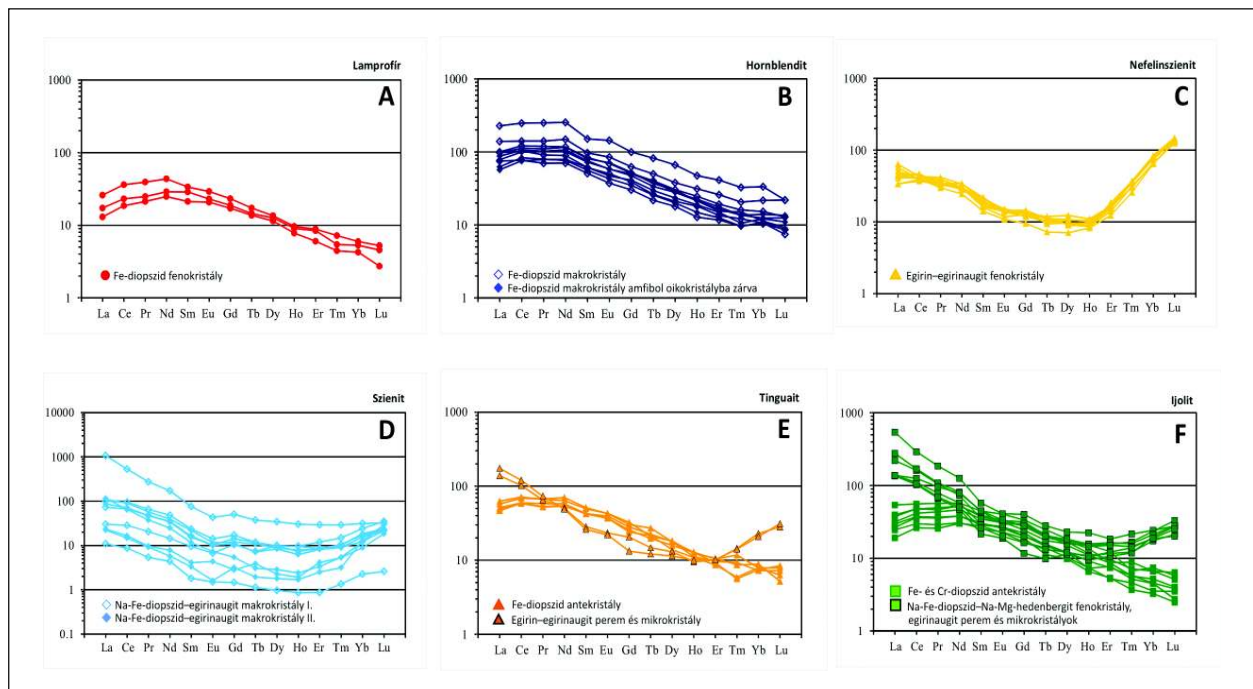 Lamprofír
A
1000
100
10
1
La Ce Pr Nd Sm Eu Gd Tb Dy Ho Er Tm Yb Lu
Fe-diopszid fenokristály
Hornblendit
B
1000
100
10
1
La Ce Pr Nd Sm Eu Gd Tb Dy Ho Er Tm Yb Lu
Fe-diopszid makrokristály
Fe-diopszid makrokristály amfibol oikokristályba zárva
Nefelinszienit
C
1000
100
10
1
La Ce Pr Nd Sm Eu Gd Tb Dy Ho Er Tm Yb Lu
Egirin–egirinaugit fenokristály
Szienit
D
10000
1000
100
10
1
0.1
La Ce Pr Nd Sm Eu Gd Tb Dy Ho Er Tm Yb Lu
Na-Fe-diopszid–egirinaugit makrokristály I.
Na-Fe-diopszid–egirinaugit makrokristály II.
Tinguait
E
1000
100
10
1
La Ce Pr Nd Sm Eu Gd Tb Dy Ho Er Tm Yb Lu
Fe-diopszid antekristály
Egirin–egirinaugit perem és mikrokristály
Ijolit
F
1000
100
10
1
La Ce Pr Nd Sm Eu Gd Tb Dy Ho Er Tm Yb Lu
Fe- és Cr-diopszid antekristály
Na-Fe-diopszid–Na-Mg-hedenbergit fenokristály,
egirinaugit perem és mikrokristályok